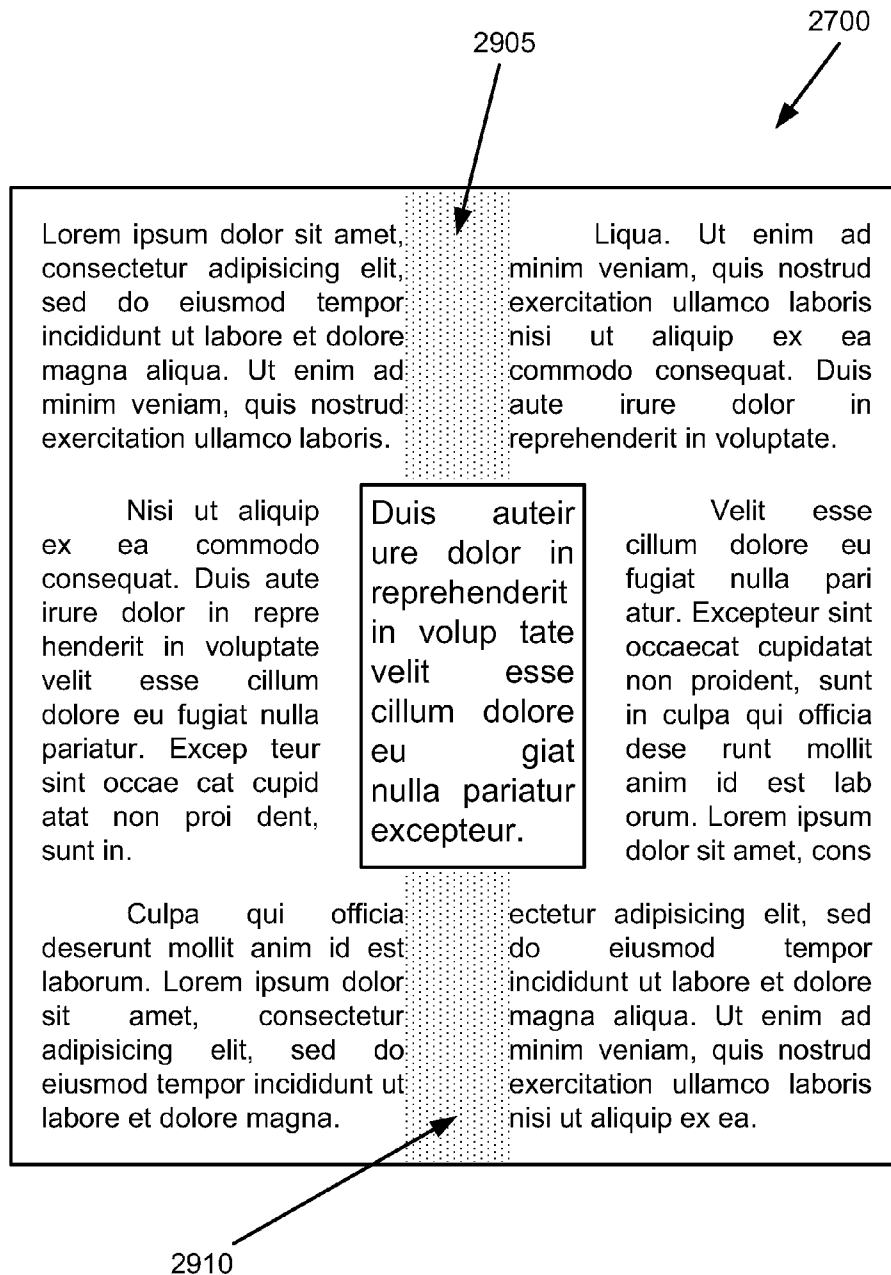 2700
2905
Lorem ipsum dolor sit amet,
consectetur adipisicing elit,
sed do eiusmod tempor
incididunt ut labore et dolore
magna aliqua. Ut enim ad
minim veniam, quis nostrud
exercitation ullamco laboris.
Nisi ut aliquip
ex ea commodo
consequat. Duis aute
irure dolor in repre
henderit in voluptate
velit esse cillum
dolore eu fugiat nulla
pariatur. Excep teur
sint occae cat cupid
atat non proi dent,
sunt in.
Culpa qui officia
deserunt mollit anim id est
laborum. Lorem ipsum dolor
sit amet, consectetur
adipisicing elit, sed do
eiusmod tempor incididunt ut
labore et dolore magna.
Duis auteir
ure dolor in
reprehenderit
in volup tate
velit esse
cillum dolore
eu giat
nulla pariatur
excepteur.
Liqua. Ut enim ad
minim veniam, quis nostrud
exercitation ullamco laboris
nisi ut aliquip ex ea
commodo consequat. Duis
aute irure dolor in
reprehenderit in voluptate.
Velit esse
cillum dolore eu
fugiat nulla pari
atur. Excepteur sint
occaecat cupidatat
non proident, sunt
in culpa qui officia
dese runt mollit
anim id est lab
orum. Lorem ipsum
dolor sit amet, cons
ectetur adipisicing elit, sed
do eiusmod tempor
incididunt ut labore et dolore
magna aliqua. Ut enim ad
minim veniam, quis nostrud
exercitation ullamco laboris
nisi ut aliquip ex ea.
2910